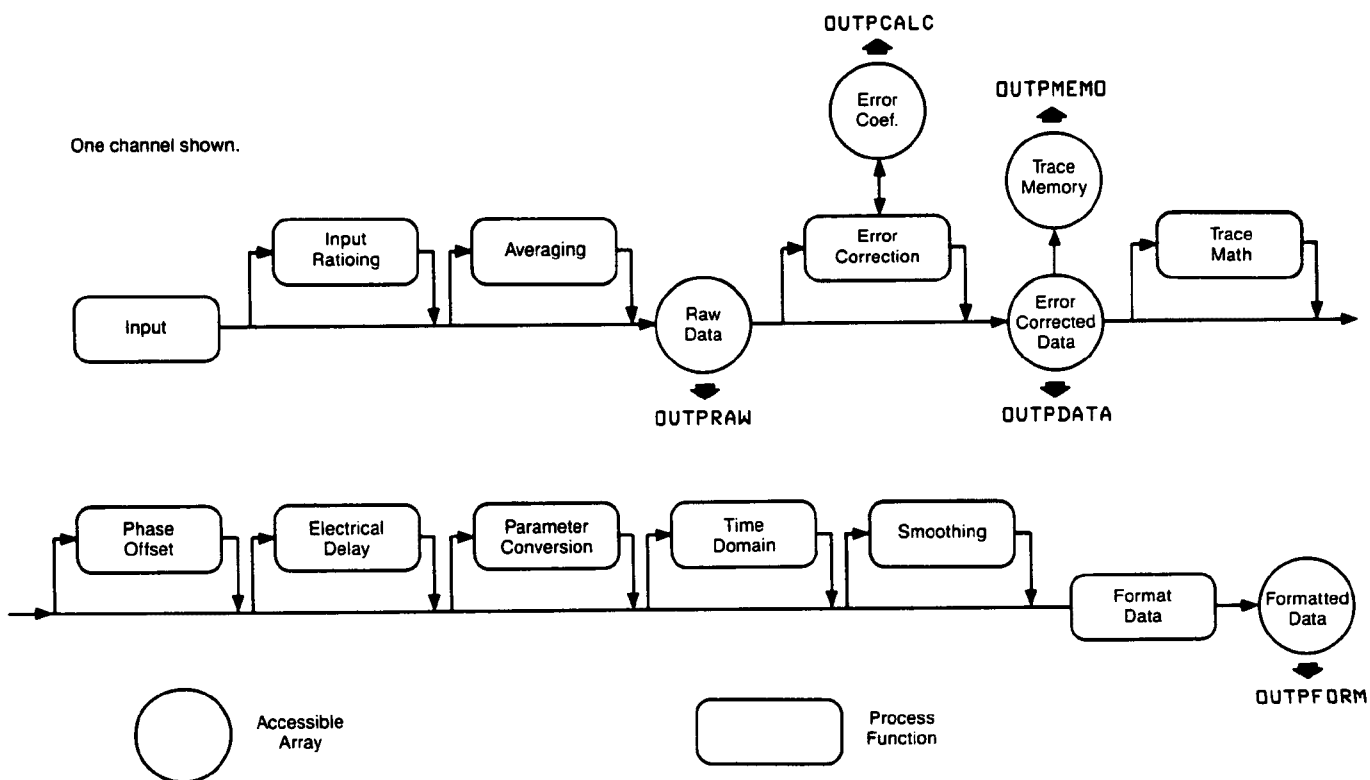 OUTPCALC
Error
Coef.
OUTPMEMO
Trace
Memory
One channel shown.
Input
Ratioing
Averaging
Error
Correction
Trace
Math
Input
Raw
Data
Error
Corrected
Data
OUTPRAW
OUTPDATA
Phase
Offset
Electrical
Delay
Parameter
Conversion
Time
Domain
Smoothing
Format
Data
Formatted
Data
OUTPFORM
Accessible
Array
Process
Function